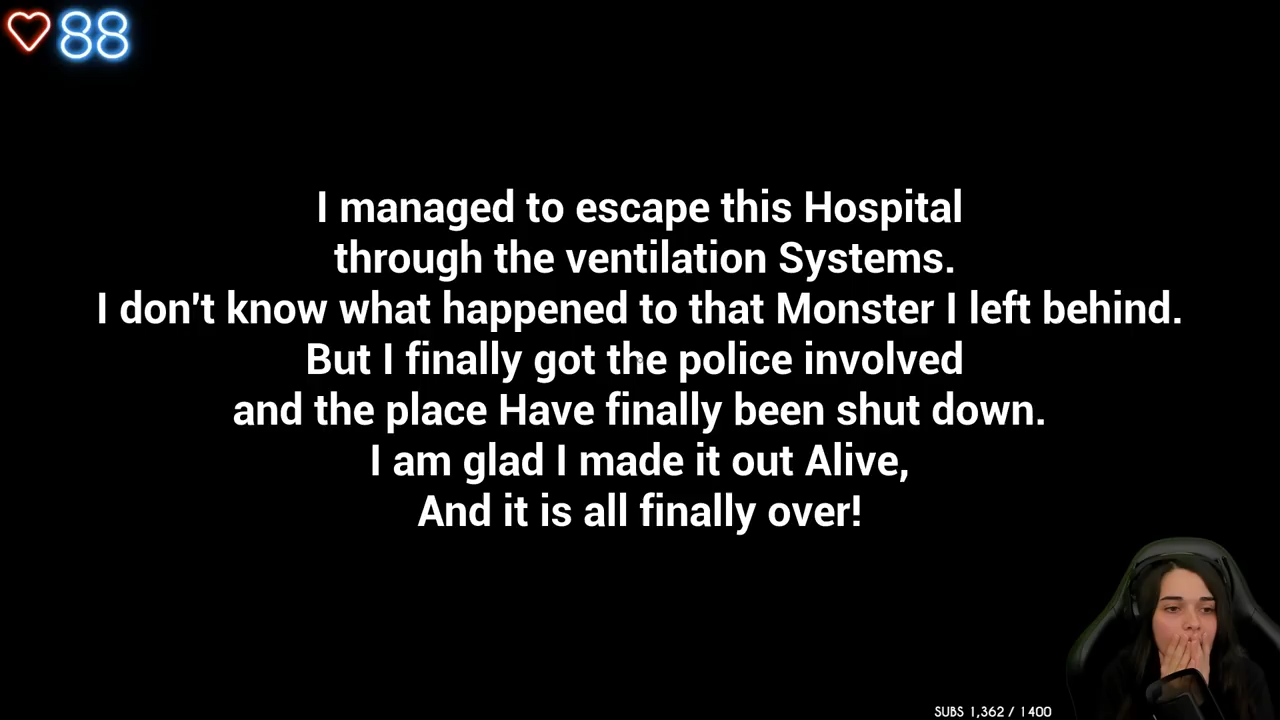 88
I managed to escape this Hospital
through the ventilation Systems.
I don't know what happened to that Monster I left behind.
But I finally got the police involved
and the place Have finally been shut down.
I am glad I made it out Alive,
And it is all finally over!
SUBS 1,362 / 1400